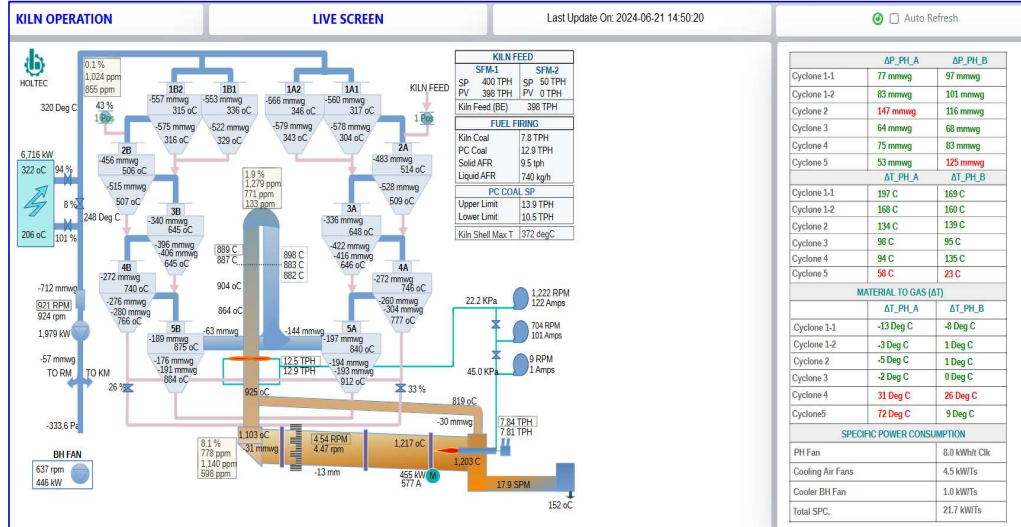 KILN OPERATION
LIVE SCREEN
Last Update On: 2024-06-21 14:50:20
Auto Refresh
HOLTEC
0.1 %
1,024 ppm
855 ppm
320 Deg C
43 %
1 Pos
1B2
-557 mmwg
315 oC
-575 mmwg
316 oC
1B1
-553 mmwg
336 oC
-522 mmwg
329 oC
1A2
-566 mmwg
346 oC
-579 mmwg
343 oC
1A1
-560 mmwg
317 oC
-578 mmwg
304 oC
KILN FEED
1 Pos
KILN FEED
SFM-1 SFM-2
SP 400 TPH SP 50 TPH
PV 398 TPH PV 0 TPH
Kiln Feed (BE) 398 TPH
FUEL FIRING
Kiln Coal 7.8 TPH
PC Coal 12.9 TPH
Solid AFR 9.5 tph
Liquid AFR 740 kg/h
PC COAL SP
Upper Limit 13.9 TPH
Lower Limit 10.5 TPH
Kiln Shell Max T 372 degC
6,716 kW
322 oC
94 %
8 %
248 Deg C
206 oC
101 %
2B
-456 mmwg
506 oC
-515 mmwg
507 oC
2A
-483 mmwg
514 oC
-528 mmwg
509 oC
1.9 %
1,279 ppm
771 ppm
133 ppm
3B
-340 mmwg
645 oC
-396 mmwg
-406 mmwg
645 oC
3A
-336 mmwg
648 oC
-422 mmwg
-416 mmwg
646 oC
889 C
887 C
898 C
883 C
882 C
904 oC
864 oC
4B
-272 mmwg
740 oC
-276 mmwg
-280 mmwg
766 oC
4A
-272 mmwg
746 oC
-260 mmwg
-304 mmwg
777 oC
-712 mmwg
921 RPM
924 rpm
1,979 kW
-57 mmwg
TO RM
TO KM
-333.6 Pa
5B
-189 mmwg
875 oC
-176 mmwg
-191 mmwg
884 oC
-63 mmwg
-144 mmwg
5A
-197 mmwg
840 oC
-194 mmwg
-193 mmwg
912 oC
12.5 TPH
12.9 TPH
26 %
33 %
22.2 KPa
1,222 RPM
122 Amps
704 RPM
101 Amps
9 RPM
1 Amps
45.0 KPa
925 oC
819 oC
-30 mmwg
7.84 TPH
7.81 TPH
1,103 oC
-31 mmwg
8.1 %
778 ppm
1,140 ppm
598 ppm
4.54 RPM
4.47 rpm
-13 mm
1,217 oC
1,203 C
455 kW
577 A
M
17.9 SPM
152 oC
BH FAN
637 rpm
446 kW
ΔP_PH_A ΔP_PH_B
Cyclone 1-1 77 mmwg 97 mmwg
Cyclone 1-2 83 mmwg 101 mmwg
Cyclone 2 147 mmwg 116 mmwg
Cyclone 3 64 mmwg 68 mmwg
Cyclone 4 75 mmwg 83 mmwg
Cyclone 5 53 mmwg 125 mmwg
ΔT_PH_A ΔT_PH_B
Cyclone 1-1 197 C 169 C
Cyclone 1-2 168 C 160 C
Cyclone 2 134 C 139 C
Cyclone 3 98 C 95 C
Cyclone 4 94 C 135 C
Cyclone 5 58 C 23 C
MATERIAL TO GAS (ΔT)
ΔT_PH_A ΔT_PH_B
Cyclone 1-1 -13 Deg C -8 Deg C
Cyclone 1-2 -3 Deg C 1 Deg C
Cyclone 2 -5 Deg C 1 Deg C
Cyclone 3 -2 Deg C 0 Deg C
Cyclone 4 31 Deg C 26 Deg C
Cyclone5 72 Deg C 9 Deg C
SPECIFIC POWER CONSUMPTION
PH Fan 8.0 kWh/t Clk
Cooling Air Fans 4.5 kW/Ts
Cooler BH Fan 1.0 kW/Ts
Total SPC. 21.7 kW/Ts